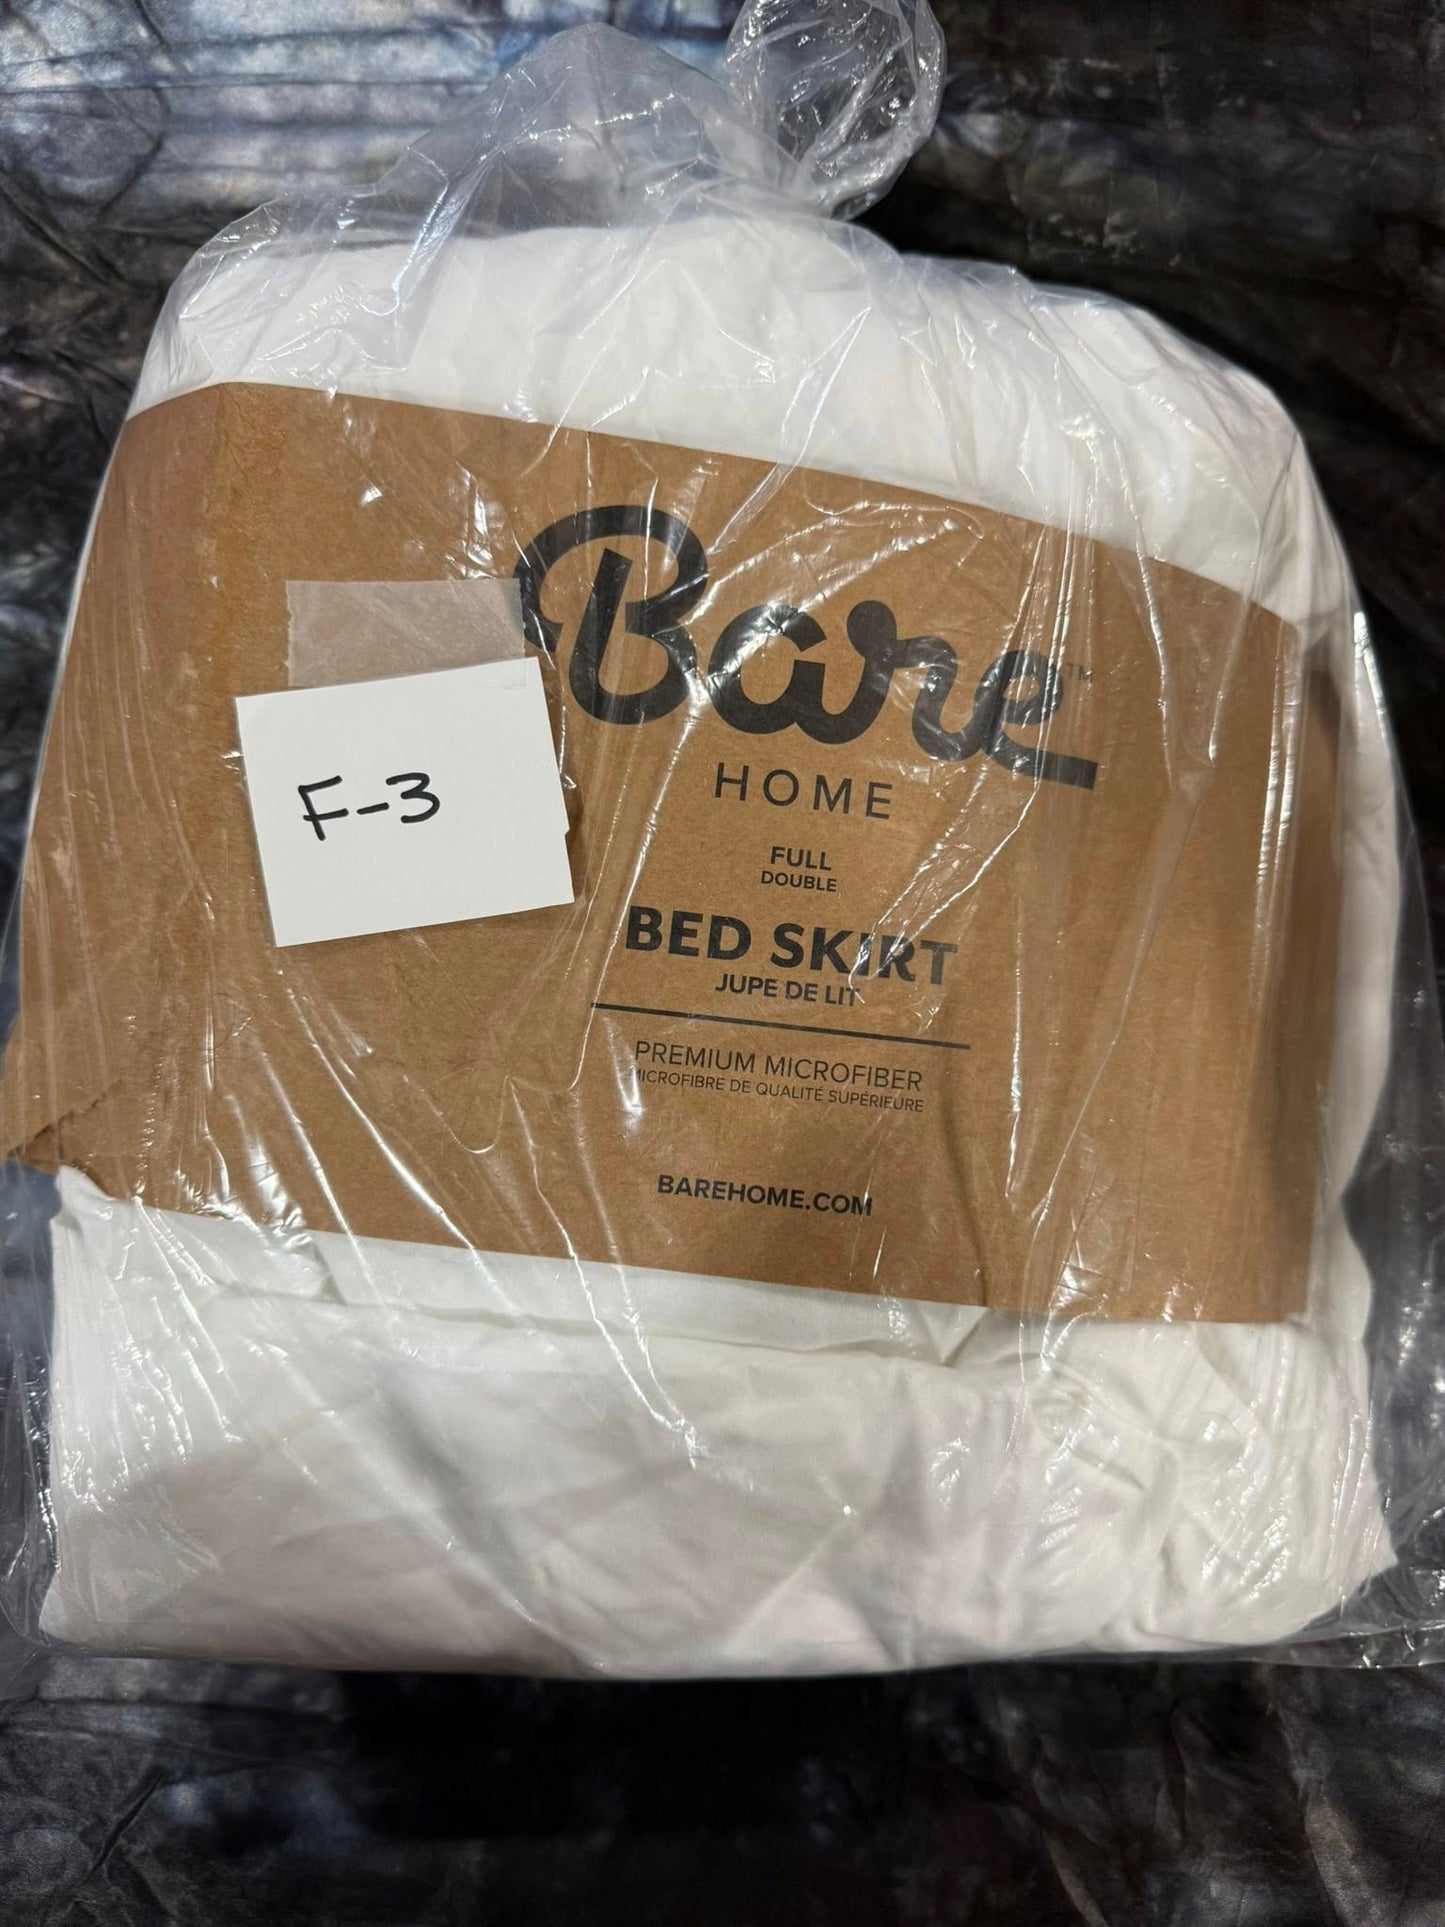 Bare™
HOME
FULL
DOUBLE
BED SKIRT
JUPE DE LIT
PREMIUM MICROFIBER
MICROFIBRE DE QUALITÉ SUPÉRIEURE
BAREHOME.COM
F-3